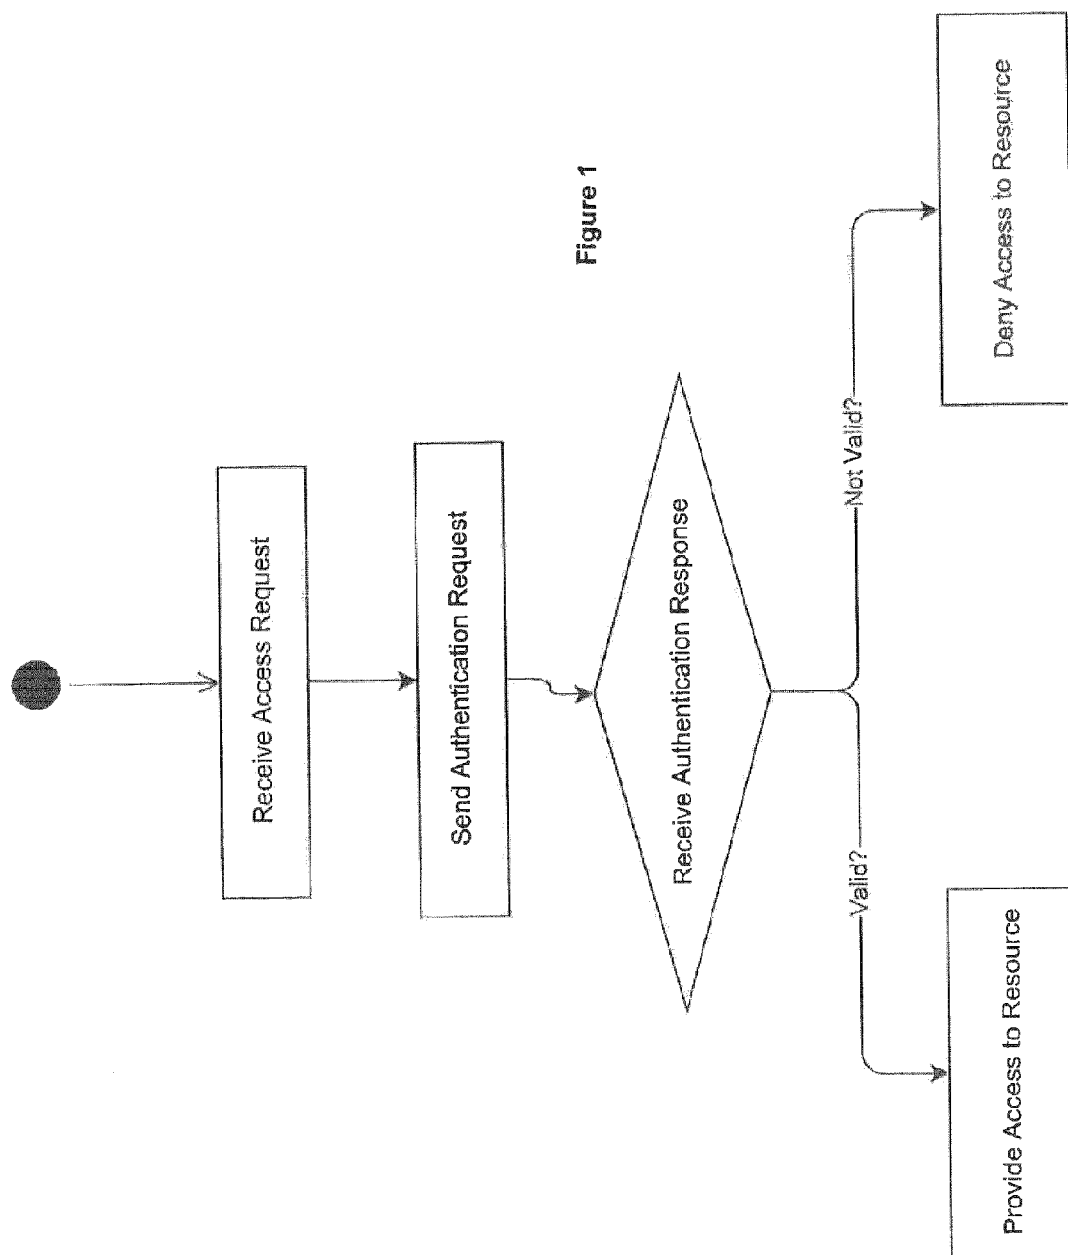 Receive Access Request
Send Authentication Request
Receive Authentication Response
Valid?
Not Valid?
Provide Access to Resource
Deny Access to Resource
Figure 1